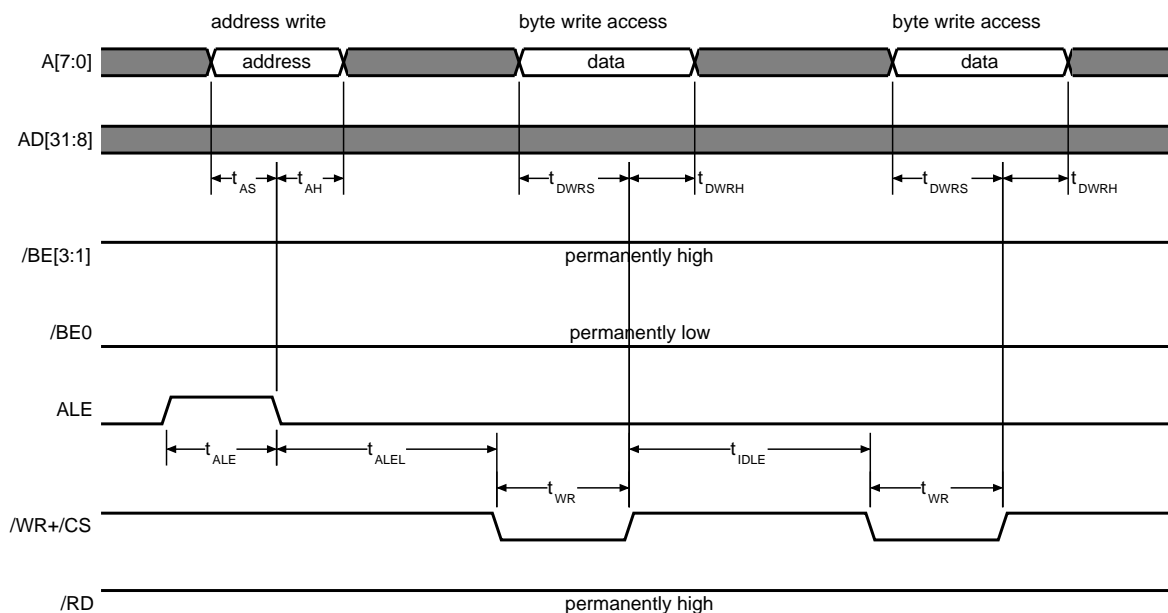 address write byte write access byte write access
A[7:0] address data data
AD[31:8]
tAS tAH tDWRS tDWRH tDWRS tDWRH
/BE[3:1] permanently high
/BE0 permanently low
ALE
tALE tALEL tIDLE
tWR tWR
/WR+/CS
/RD permanently high